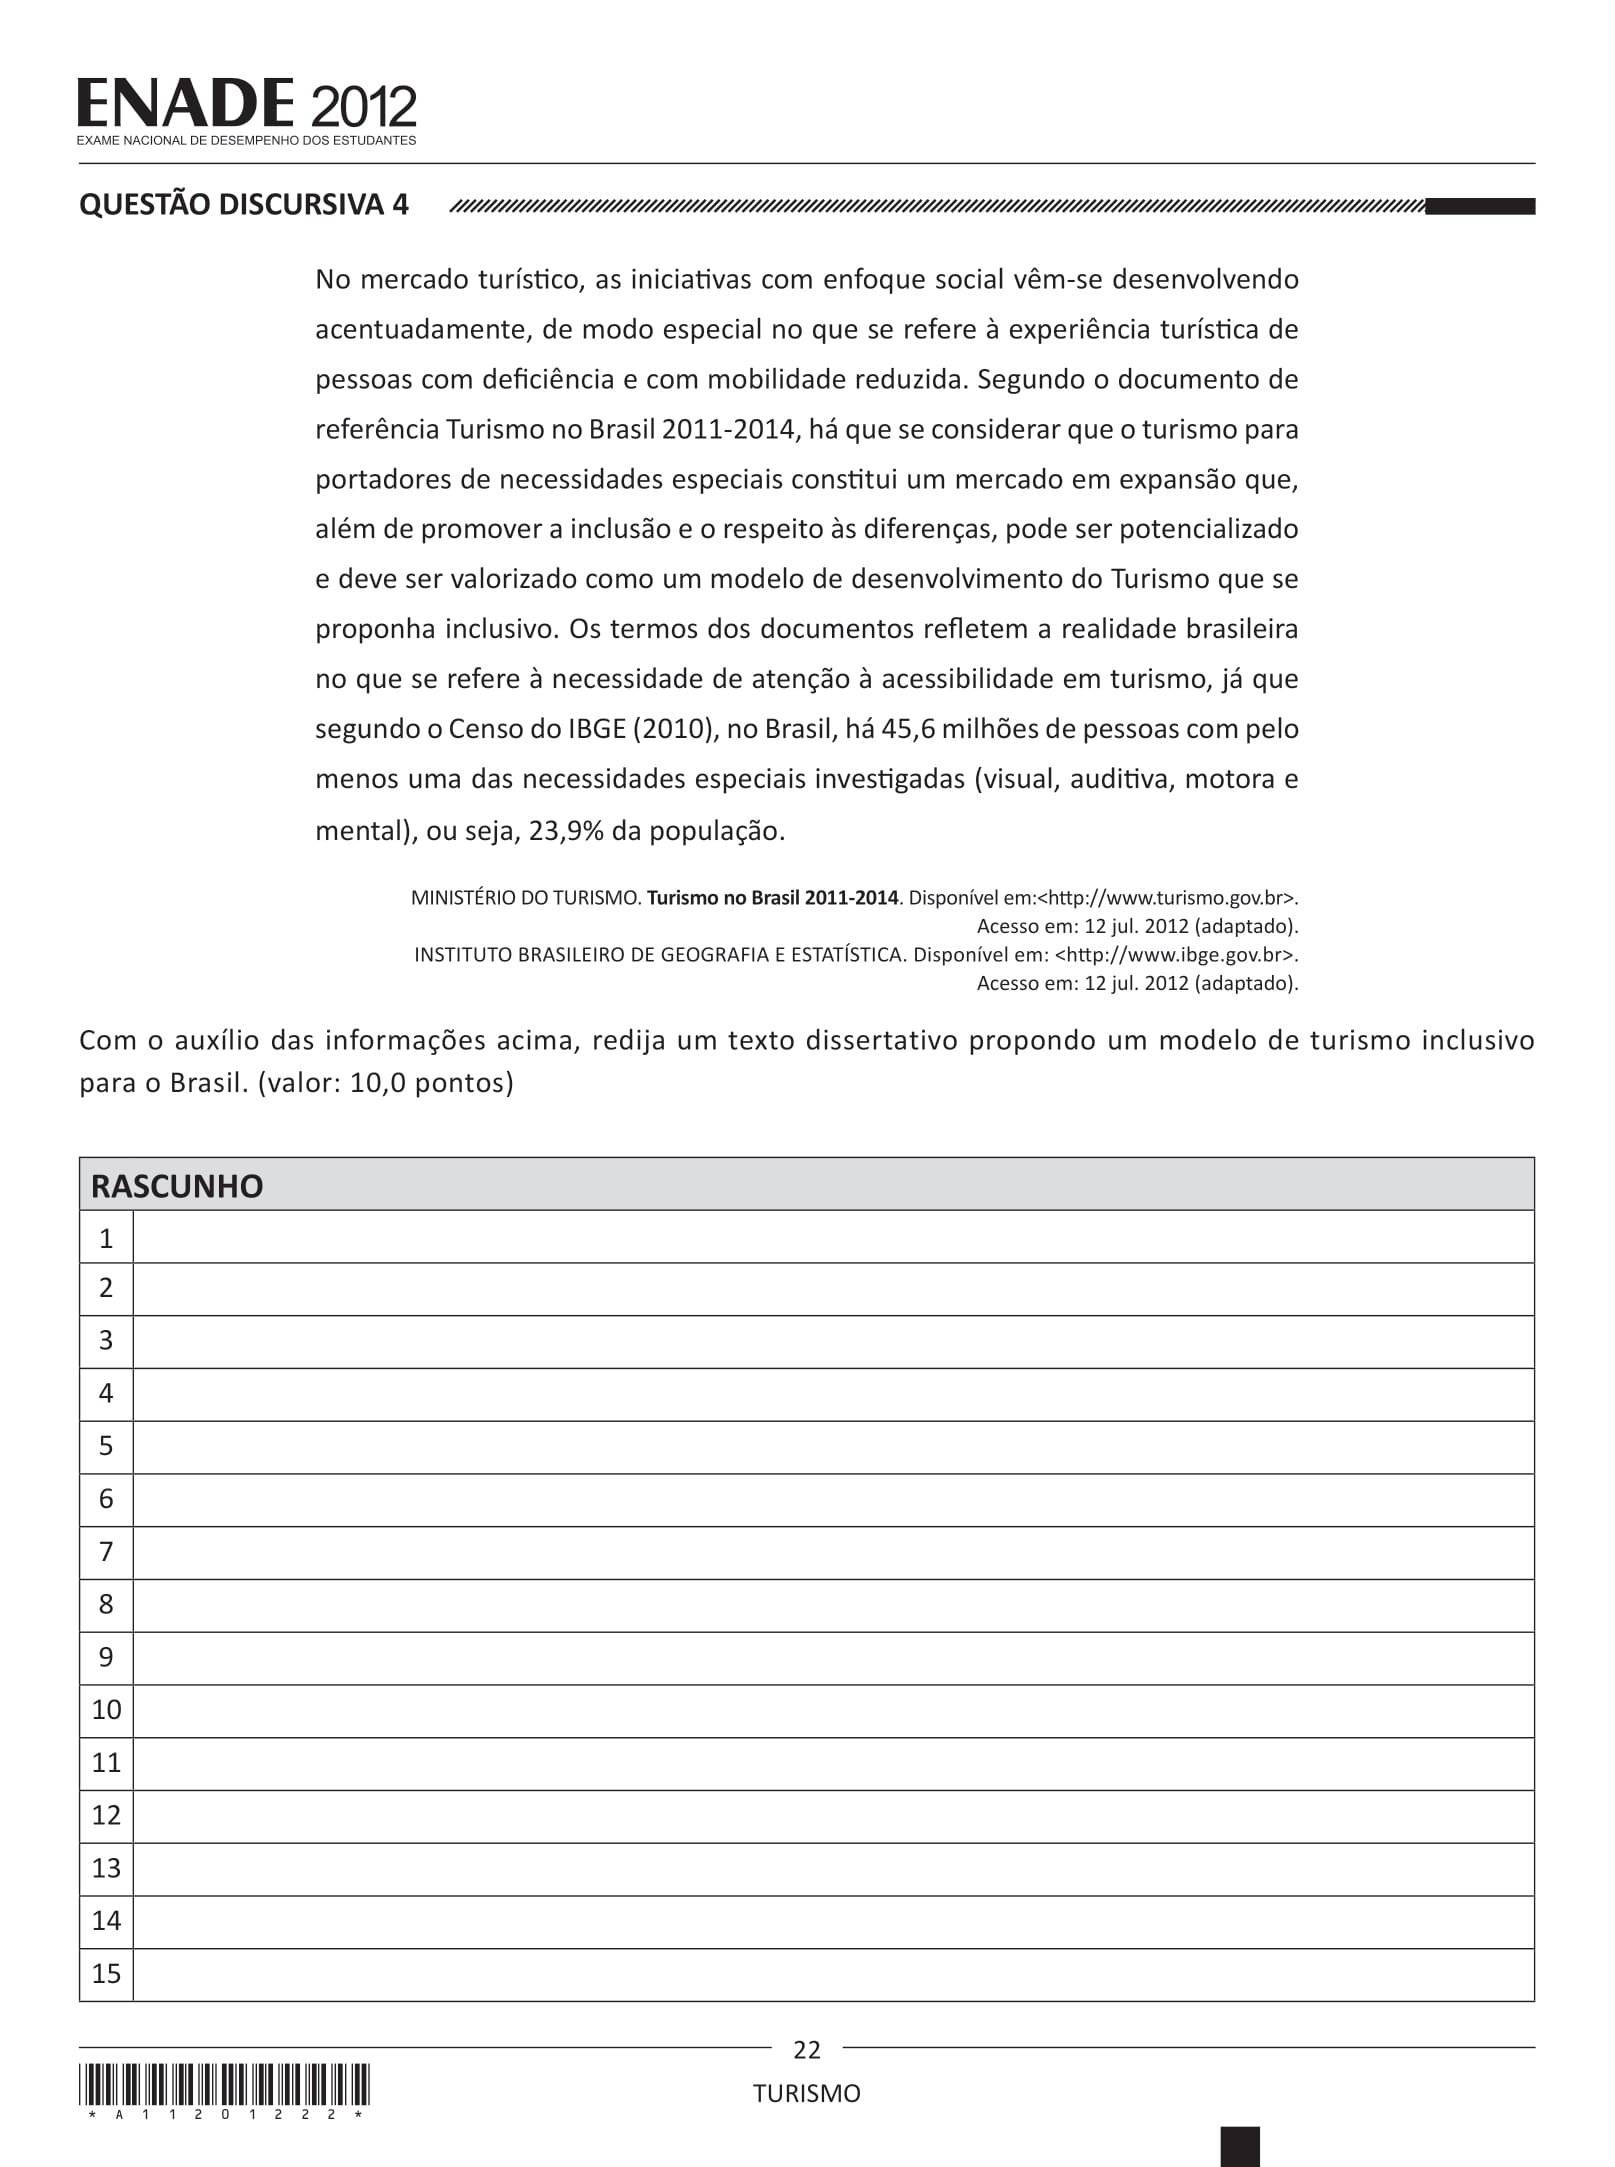 ENADE 2012
EXAME NACIONAL DE DESEMPENHO DOS ESTUDANTES
QUESTÃO DISCURSIVA 4
No mercado turístico, as iniciativas com enfoque social vêm-se desenvolvendo
acentuadamente, de modo especial no que se refere à experiência turística de
pessoas com deficiência e com mobilidade reduzida. Segundo o documento de
referência Turismo no Brasil 2011-2014, há que se considerar que o turismo para
portadores de necessidades especiais constitui um mercado em expansão que,
além de promover a inclusão e o respeito às diferenças, pode ser potencializado
e deve ser valorizado como um modelo de desenvolvimento do Turismo que se
proponha inclusivo. Os termos dos documentos refletem a realidade brasileira
no que se refere à necessidade de atenção à acessibilidade em turismo, já que
segundo o Censo do IBGE (2010), no Brasil, há 45,6 milhões de pessoas com pelo
menos uma das necessidades especiais investigadas (visual, auditiva, motora e
mental), ou seja, 23,9% da população.
MINISTÉRIO DO TURISMO. Turismo no Brasil 2011-2014. Disponível em:<http://www.turismo.gov.br>.
Acesso em: 12 jul. 2012 (adaptado).
INSTITUTO BRASILEIRO DE GEOGRAFIA E ESTATÍSTICA. Disponível em: <http://www.ibge.gov.br>.
Acesso em: 12 jul. 2012 (adaptado).
Com o auxílio das informações acima, redija um texto dissertativo propondo um modelo de turismo inclusivo
para o Brasil. (valor: 10,0 pontos)
RASCUNHO
1
2
3
4
5
6
7
8
9
10
11
12
13
14
15
22
TURISMO
* A 1 1 2 0 1 2 2 2 *